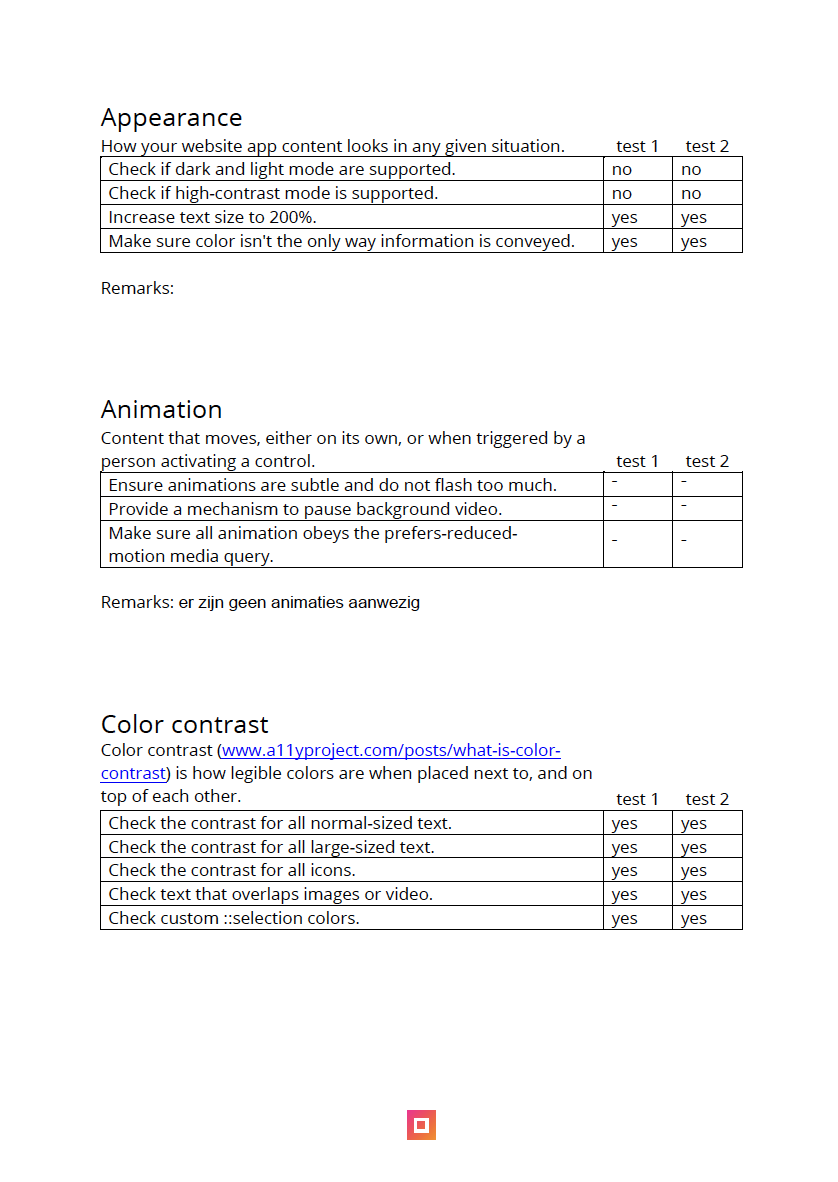 Appearance
How your website app content looks in any given situation. test 1 test 2
Check if dark and light mode are supported. no no
Check if high-contrast mode is supported. no no
Increase text size to 200%. yes yes
Make sure color isn't the only way information is conveyed. yes yes
Remarks:
Animation
Content that moves, either on its own, or when triggered by a
person activating a control. test 1 test 2
Ensure animations are subtle and do not flash too much. - -
Provide a mechanism to pause background video. - -
Make sure all animation obeys the prefers-reduced-
motion media query. - -
Remarks: er zijn geen animaties aanwezig
Color contrast
Color contrast (www.a11yproject.com/posts/what-is-color-
contrast) is how legible colors are when placed next to, and on
top of each other. test 1 test 2
Check the contrast for all normal-sized text. yes yes
Check the contrast for all large-sized text. yes yes
Check the contrast for all icons. yes yes
Check text that overlaps images or video. yes yes
Check custom ::selection colors. yes yes